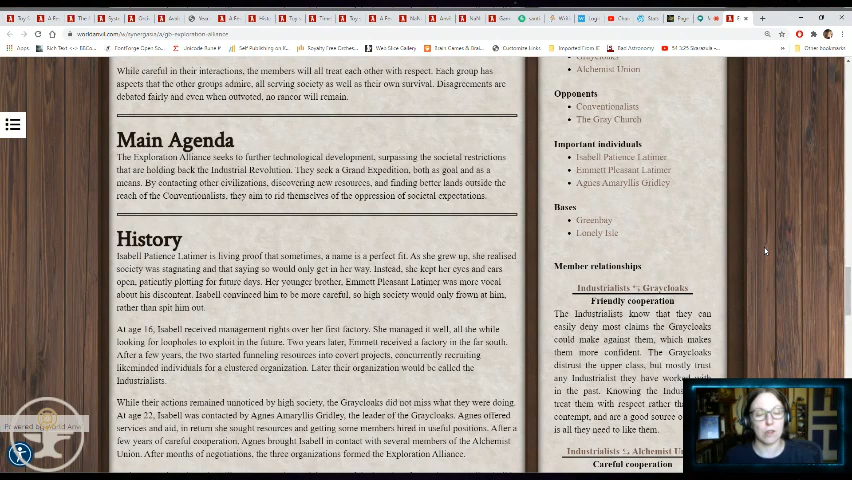 worldanvil.com/w/synergasia/a/gb-exploration-alliance
Other bookmarks
While careful in their interactions, the members will all treat each other with respect. Each group has
aspects that the other groups admire, all serving society as well as their own survival. Disagreements are
debated fairly and even when outvoted, no rancor will remain.
Main Agenda
The Exploration Alliance seeks to further technological development, surpassing the societal restrictions
that are holding back the Industrial Revolution. They seek a Grand Expedition, both as goal and as a
means. By contacting other civilizations, discovering new resources, and finding better lands outside the
reach of the Conventionalists, they aim to rid themselves of the oppression of societal expectations.
History
Isabell Patience Latimer is living proof that sometimes, a name is a perfect fit. As she grew up, she realised
society was stagnating and that saying so would only get in her way. Instead, she kept her eyes and ears
open, patiently plotting for future days. Her younger brother, Emmett Pleasant Latimer was more vocal
about his discontent. Isabell convinced him to be more careful, so high society would only frown at him,
rather than spit him out.
At age 16, Isabell received management rights over her first factory. She managed it well, all the while
looking for loopholes to exploit in the future. Two years later, Emmett received a factory in the far south.
After a few years, the two started funneling resources into covert projects, concurrently recruiting
likeminded individuals for a clustered organization. Later their organization would be called the
Industrialists.
While their actions remained unnoticed by high society, the Graycloaks did not miss what they were doing.
At age 22, Isabell was contacted by Agnes Amaryllis Gridley, the leader of the Graycloaks. Agnes offered
services and aid, in return she sought resources and getting some members hired in useful positions. After a
few years of careful cooperation, Agnes brought Isabell in contact with several members of the Alchemist
Union. After months of negotiations, the three organizations formed the Exploration Alliance.
Graycloaks
Alchemist Union
Opponents
Conventionalists
The Gray Church
Important individuals
Isabell Patience Latimer
Emmett Pleasant Latimer
Agnes Amaryllis Gridley
Bases
Greenbay
Lonely Isle
Member relationships
Industrialists Graycloaks
Friendly cooperation
The Industrialists know that they can
easily deny most claims the Graycloaks
could make against them, which makes
them more confident. The Graycloaks
distrust the upper class, but mostly trust
any Industrialist they have worked with
in the past. Knowing the
treat them with respect rather
contempt, and are a good source
is all they need to like them.
Industrialists Alchemist
Careful cooperation
Powered by World